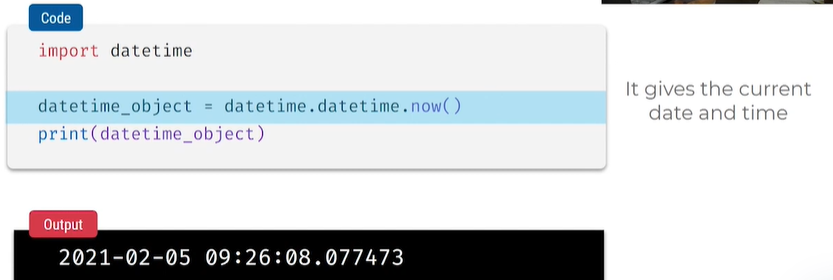 Code
import datetime
datetime_object = datetime.datetime.now()
print(datetime_object)
It gives the current
date and time
Output
2021-02-05 09:26:08.077473